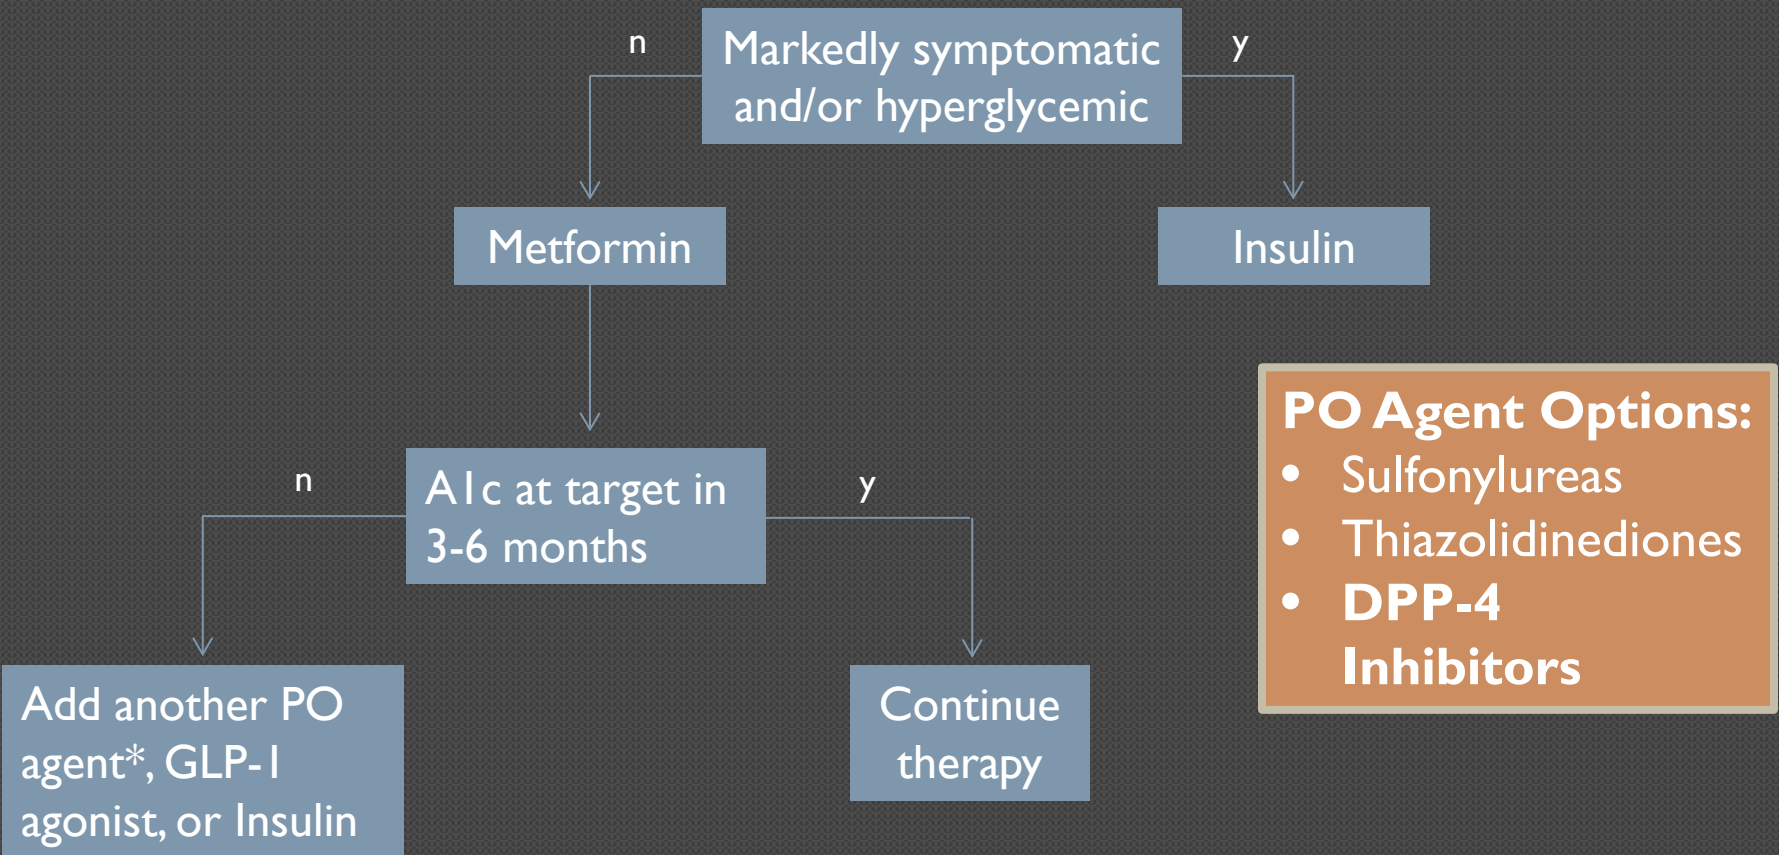 n
Markedly symptomatic
and/or hyperglycemic
y
Metformin
Insulin
PO Agent Options:
• Sulfonylureas
• Thiazolidinediones
• DPP-4
Inhibitors
n
A1c at target in
3-6 months
y
Add another PO
agent*, GLP-1
agonist, or Insulin
Continue
therapy